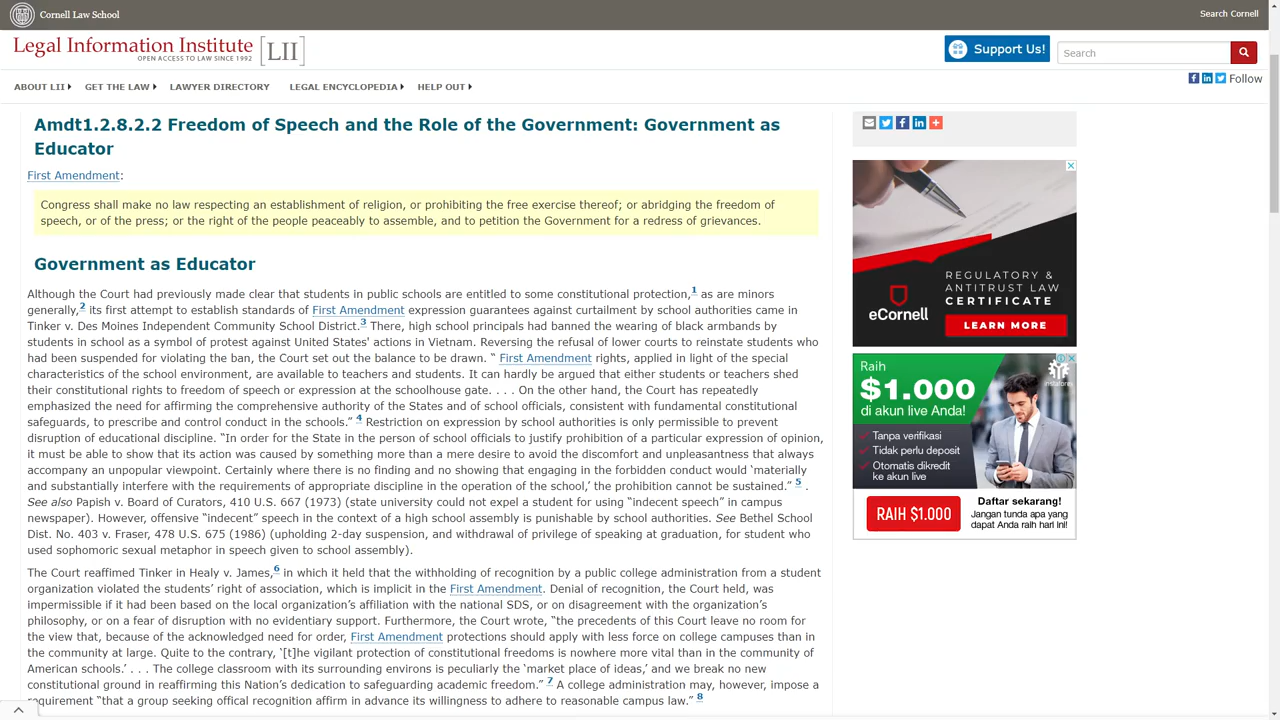 Cornell Law School
Search Cornell
Legal Information Institute [LII]
OPEN ACCESS TO LAW SINCE 1992
Support Us!
Search
ABOUT LII
GET THE LAW
LAWYER DIRECTORY
LEGAL ENCYCLOPEDIA
HELP OUT
Follow
Amdt1.2.8.2.2 Freedom of Speech and the Role of the Government: Government as
Educator
First Amendment:
Congress shall make no law respecting an establishment of religion, or prohibiting the free exercise thereof; or abridging the freedom of
speech, or of the press; or the right of the people peaceably to assemble, and to petition the Government for a redress of grievances.
Government as Educator
Although the Court had previously made clear that students in public schools are entitled to some constitutional protection,1 as are minors
generally,2 its first attempt to establish standards of First Amendment expression guarantees against curtailment by school authorities came in
Tinker v. Des Moines Independent Community School District.3 There, high school principals had banned the wearing of black armbands by
students in school as a symbol of protest against United States' actions in Vietnam. Reversing the refusal of lower courts to reinstate students who
had been suspended for violating the ban, the Court set out the balance to be drawn. “ First Amendment rights, applied in light of the special
characteristics of the school environment, are available to teachers and students. It can hardly be argued that either students or teachers shed
their constitutional rights to freedom of speech or expression at the schoolhouse gate. . . . On the other hand, the Court has repeatedly
emphasized the need for affirming the comprehensive authority of the States and of school officials, consistent with fundamental constitutional
safeguards, to prescribe and control conduct in the schools.” 4 Restriction on expression by school authorities is only permissible to prevent
disruption of educational discipline. “In order for the State in the person of school officials to justify prohibition of a particular expression of opinion,
it must be able to show that its action was caused by something more than a mere desire to avoid the discomfort and unpleasantness that always
accompany an unpopular viewpoint. Certainly where there is no finding and no showing that engaging in the forbidden conduct would ‘materially
and substantially interfere with the requirements of appropriate discipline in the operation of the school,’ the prohibition cannot be sustained.” 5 .
See also Papish v. Board of Curators, 410 U.S. 667 (1973) (state university could not expel a student for using “indecent speech” in campus
newspaper). However, offensive “indecent” speech in the context of a high school assembly is punishable by school authorities. See Bethel School
Dist. No. 403 v. Fraser, 478 U.S. 675 (1986) (upholding 2-day suspension, and withdrawal of privilege of speaking at graduation, for student who
used sophomoric sexual metaphor in speech given to school assembly).
The Court reaffimed Tinker in Healy v. James,6 in which it held that the withholding of recognition by a public college administration from a student
organization violated the students’ right of association, which is implicit in the First Amendment. Denial of recognition, the Court held, was
impermissible if it had been based on the local organization’s affiliation with the national SDS, or on disagreement with the organization’s
philosophy, or on a fear of disruption with no evidentiary support. Furthermore, the Court wrote, “the precedents of this Court leave no room for
the view that, because of the acknowledged need for order, First Amendment protections should apply with less force on college campuses than in
the community at large. Quite to the contrary, ‘[t]he vigilant protection of constitutional freedoms is nowhere more vital than in the community of
American schools.’ . . . The college classroom with its surrounding environs is peculiarly the ‘market place of ideas,’ and we break no new
constitutional ground in reaffirming this Nation’s dedication to safeguarding academic freedom.” 7 A college administration may, however, impose a
requirement “that a group seeking offical recognition affirm in advance its willingness to adhere to reasonable campus law.” 8
eCornell
REGULATORY &
ANTITRUST LAW
CERTIFICATE
LEARN MORE
Raih
$1.000
di akun live Anda!
instaforex
Tanpa verifikasi
Tidak perlu deposit
Otomatis dikredit
ke akun live
RAIH $1.000
Daftar sekarang!
Jangan tunda apa yang
dapat Anda raih hari ini!